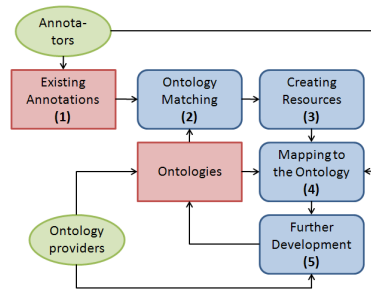 Annota-
tors
Existing
Annotations
(1)
Ontology
Matching
(2)
Creating
Resources
(3)
Ontologies
Mapping to
the Ontology
(4)
Ontology
providers
Further
Development
(5)